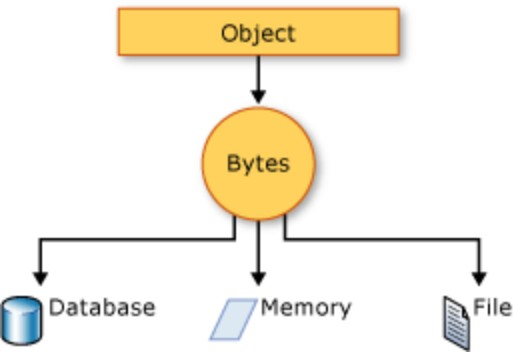 Object
Bytes
Database
Memory
File